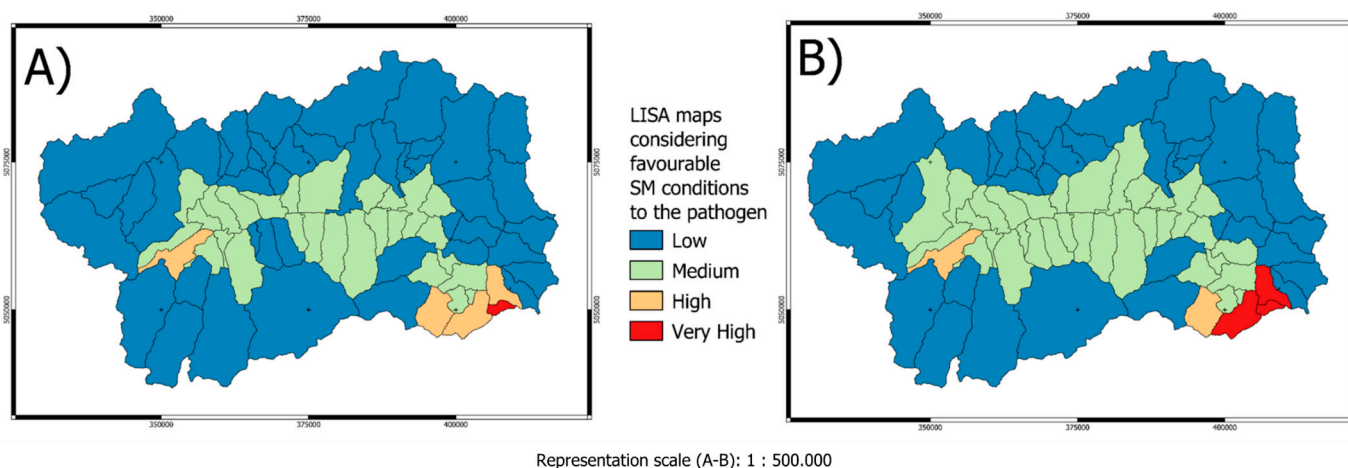 350000 375000 400000
350000 375000 400000
A)
B)
5075000
5075000
5050000
5050000
LISA maps
considering
favourable
SM conditions
to the pathogen
Low
Medium
High
Very High
350000 375000 400000
350000 375000 400000
Representation scale (A-B): 1 : 500.000